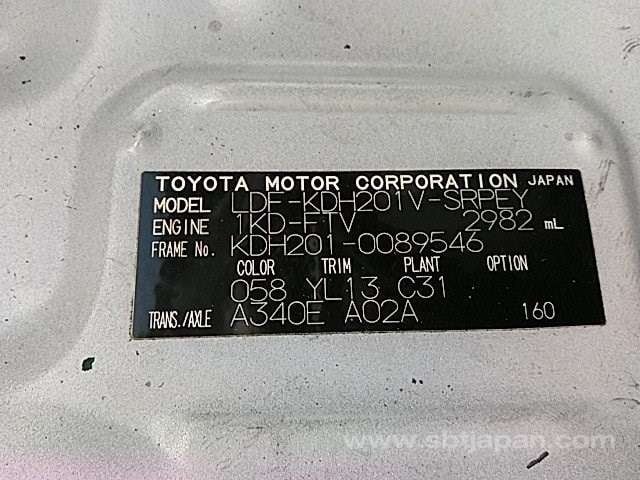 TOYOTA MOTOR CORPORATION JAPAN
MODEL LDF-KDH201V-SRPEY
ENGINE 1KD-FTV 2982 mL
FRAME No. KDH201-0089546
COLOR TRIM PLANT OPTION
058 YL13 C31
TRANS./AXLE A340E A02A 160
www.sbtjapan.com